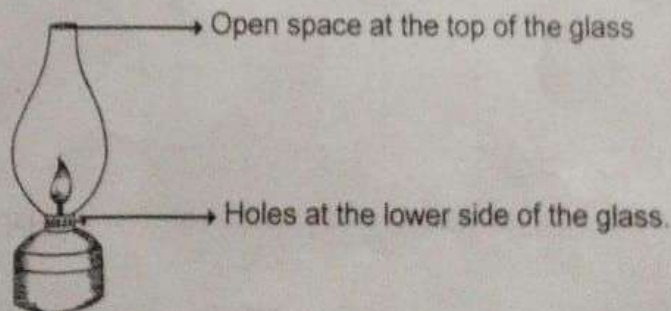 Open space at the top of the glass
Holes at the lower side of the glass.